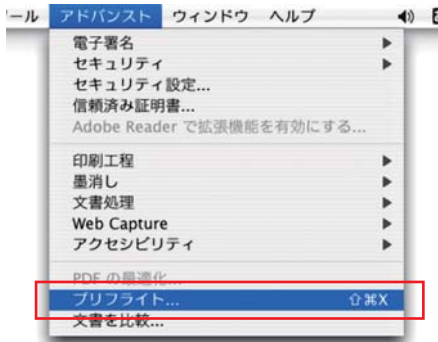 ール アドバンスト ウィンドウ ヘルプ
電子署名
セキュリティ
セキュリティ設定...
信頼済み証明書...
Adobe Reader で拡張機能を有効にする...
印刷工程
墨消し
文書処理
Web Capture
アクセシビリティ
PDF の最適化...
プリフライト... ⇧⌘X
文書を比較...